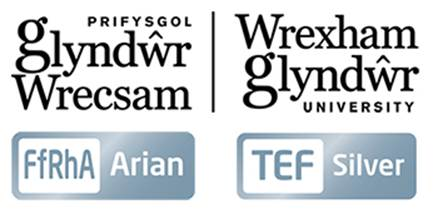 PRIFYSGOL
glyndŵr
Wrecsam
Wrexham
glyndŵr
UNIVERSITY
FfRhA Arian
TEF Silver